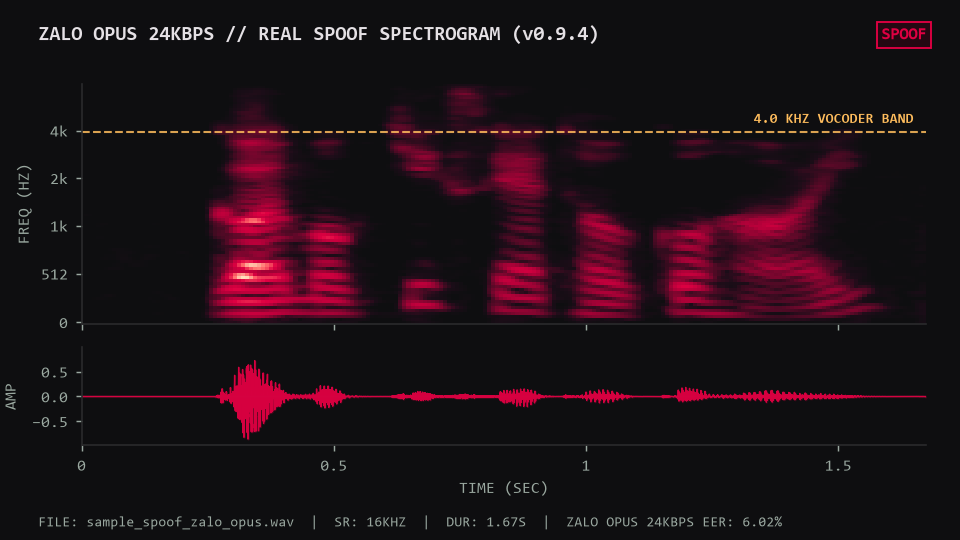 ZALO OPUS 24KBPS // REAL SPOOF SPECTROGRAM (v0.9.4)
SPOOF
4.0 KHZ VOCODER BAND
FREQ (HZ)
4k
2k
1k
512
0
AMP
0.5
0.0
−0.5
0
0.5
1
1.5
TIME (SEC)
FILE: sample_spoof_zalo_opus.wav | SR: 16KHZ | DUR: 1.67S | ZALO OPUS 24KBPS EER: 6.02%